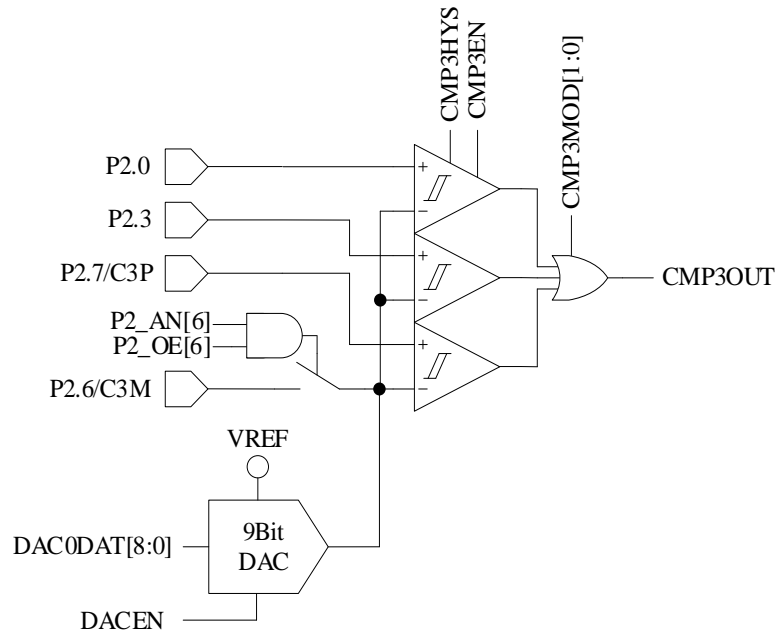 CMP3HYS
CMP3EN
CMP3MOD[1:0]
P2.0
P2.3
P2.7/C3P
P2_AN[6]
P2_OE[6]
P2.6/C3M
+
−
+
−
+
−
CMP3OUT
VREF
DAC0DAT[8:0]
9Bit
DAC
DACEN